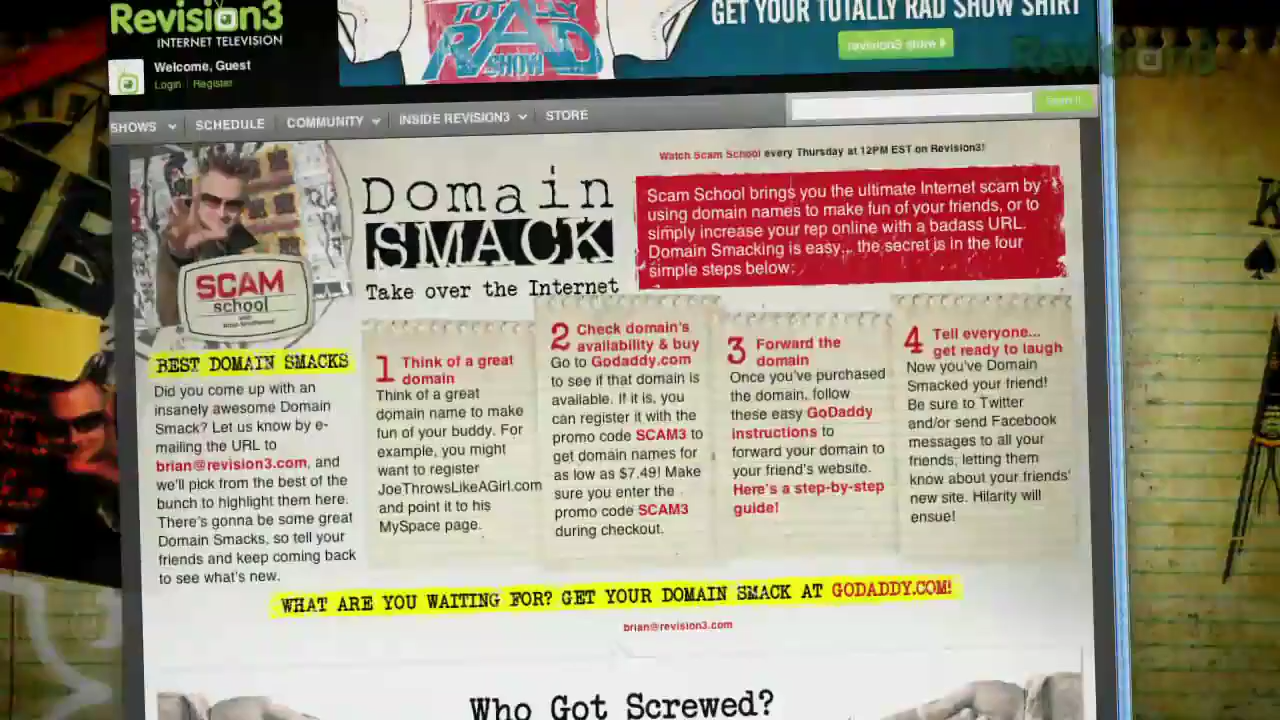 Revision3
INTERNET TELEVISION
Welcome, Guest
Login | Register
TOTALLY
RAD
SHOW
GET YOUR TOTALLY RAD SHOW SHIRT
revision3 show
Revision3
SHOWS
SCHEDULE
COMMUNITY
INSIDE REVISION3
STORE
Watch Scam School every Thursday at 12PM EST on Revision3!
Domain
SMACK
Take over the Internet
Scam School brings you the ultimate Internet scam by
using domain names to make fun of your friends, or to
simply increase your rep online with a badass URL.
Domain Smacking is easy... the secret is in the four
simple steps below:
SCAM
school
BEST DOMAIN SMACKS
Did you come up with an
insanely awesome Domain
Smack? Let us know by e-
mailing the URL to
brian@revision3.com, and
we'll pick from the best of the
bunch to highlight them here.
There's gonna be some great
Domain Smacks, so tell your
friends and keep coming back
to see what's new.
1 Think of a great
domain
Think of a great
domain name to make
fun of your buddy. For
example, you might
want to register
JoeThrowsLikeAGirl.com
and point it to his
MySpace page.
2 Check domain's
availability & buy
Go to Godaddy.com
to see if that domain is
available. If it is, you
can register it with the
promo code SCAM3 to
get domain names for
as low as $7.49! Make
sure you enter the
promo code SCAM3
during checkout.
3 Forward the
domain
Once you've purchased
the domain, follow
these easy GoDaddy
instructions to
forward your domain to
your friend's website.
Here's a step-by-step
guide!
4 Tell everyone...
get ready to laugh
Now you've Domain
Smacked your friend!
Be sure to Twitter
and/or send Facebook
messages to all your
friends, letting them
know about your friends'
new site. Hilarity will
ensue!
WHAT ARE YOU WAITING FOR? GET YOUR DOMAIN SMACK AT GODADDY.COM!
brian@revision3.com
Who Got Screwed?
K